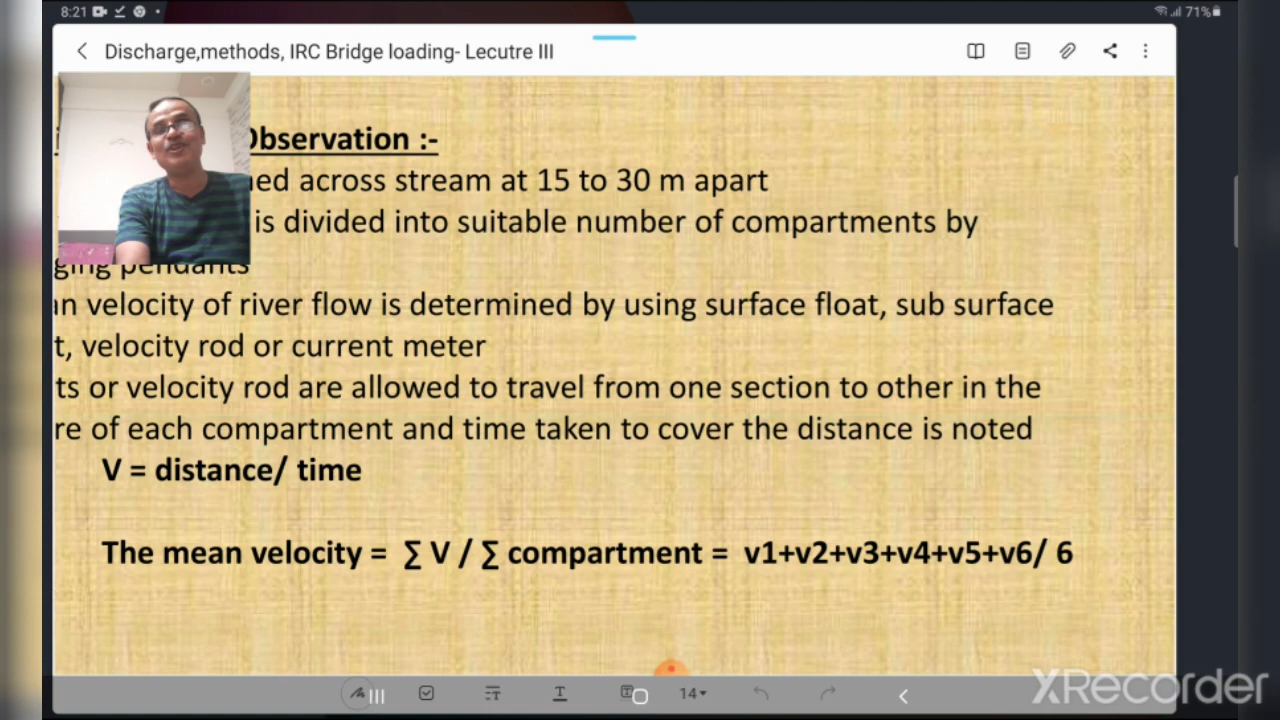 8:21
71%
Discharge,methods, IRC Bridge loading- Lecutre III
Observation :-
ned across stream at 15 to 30 m apart
is divided into suitable number of compartments by
ging pendants
an velocity of river flow is determined by using surface float, sub surface
t, velocity rod or current meter
ts or velocity rod are allowed to travel from one section to other in the
re of each compartment and time taken to cover the distance is noted
V = distance/ time
The mean velocity = ∑ V / ∑ compartment = v1+v2+v3+v4+v5+v6/ 6
14
XRecorder